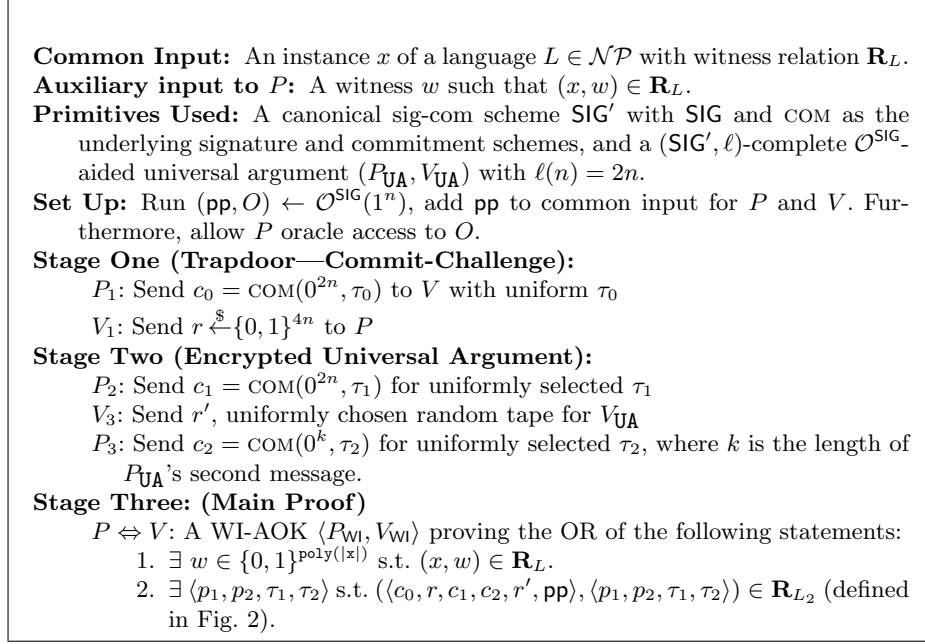 Common Input: An instance x of a language L ∈ 𝒩𝒫 with witness relation R_L.
Auxiliary input to P: A witness w such that (x, w) ∈ R_L.
Primitives Used: A canonical sig-com scheme SIG′ with SIG and COM as the
underlying signature and commitment schemes, and a (SIG′, ℓ)-complete 𝒪^SIG-
aided universal argument (P_UA, V_UA) with ℓ(n) = 2n.
Set Up: Run (pp, O) ← 𝒪^SIG(1^n), add pp to common input for P and V. Fur-
thermore, allow P oracle access to O.
Stage One (Trapdoor—Commit-Challenge):
P_1: Send c_0 = COM(0^{2n}, τ_0) to V with uniform τ_0
V_1: Send r ←$ {0, 1}^{4n} to P
Stage Two (Encrypted Universal Argument):
P_2: Send c_1 = COM(0^{2n}, τ_1) for uniformly selected τ_1
V_3: Send r′, uniformly chosen random tape for V_UA
P_3: Send c_2 = COM(0^k, τ_2) for uniformly selected τ_2, where k is the length of
P_UA's second message.
Stage Three: (Main Proof)
P ⇔ V: A WI-AOK ⟨P_WI, V_WI⟩ proving the OR of the following statements:
1. ∃ w ∈ {0, 1}^{poly(|x|)} s.t. (x, w) ∈ R_L.
2. ∃ ⟨p_1, p_2, τ_1, τ_2⟩ s.t. (⟨c_0, r, c_1, c_2, r′, pp⟩, ⟨p_1, p_2, τ_1, τ_2⟩) ∈ R_{L_2} (defined
in Fig. 2).